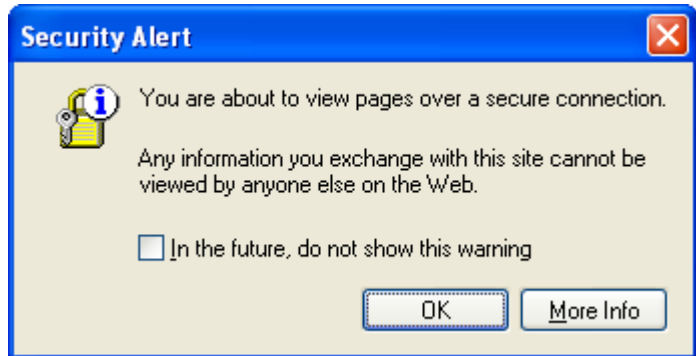 Security Alert
You are about to view pages over a secure connection.
Any information you exchange with this site cannot be
viewed by anyone else on the Web.
In the future, do not show this warning
OK More Info